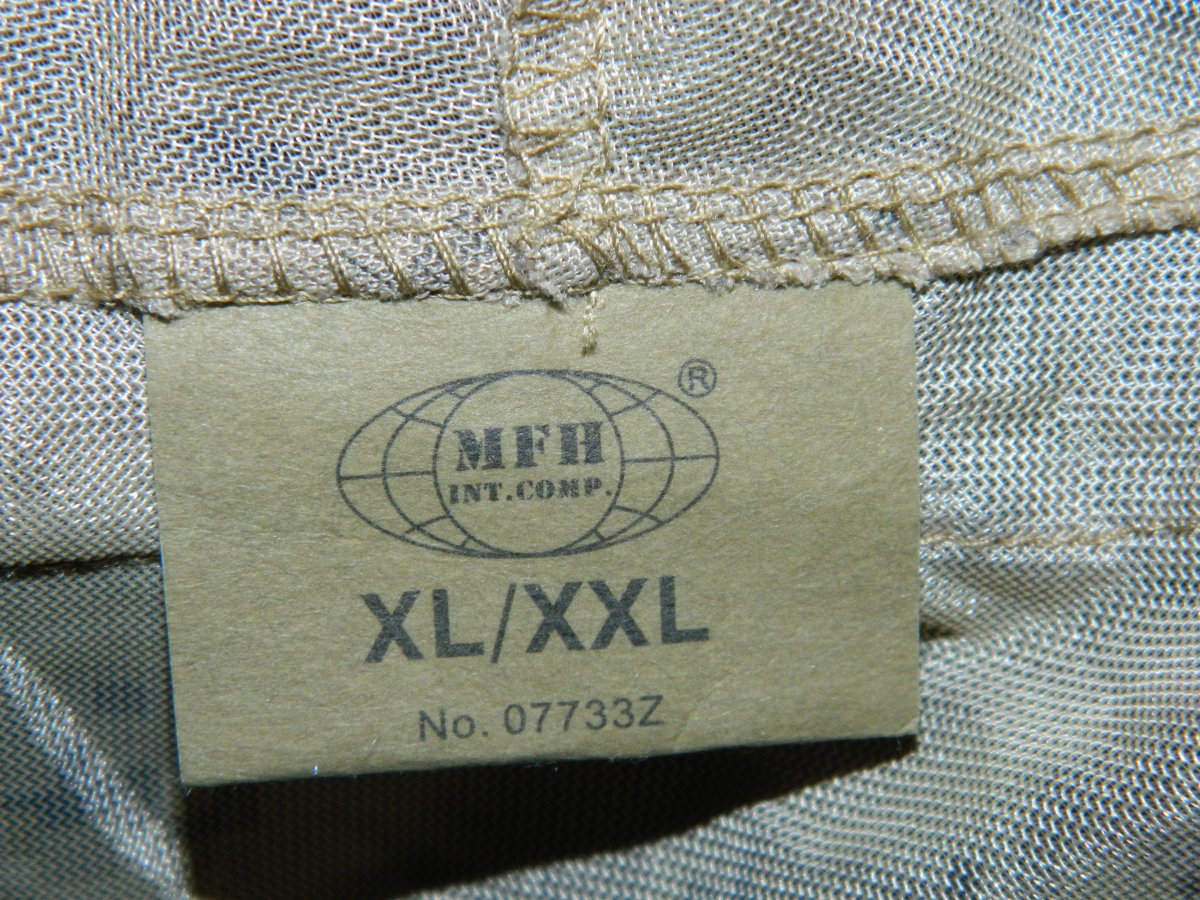 ®
MFH
INT.COMP.
XL/XXL
No. 07733Z